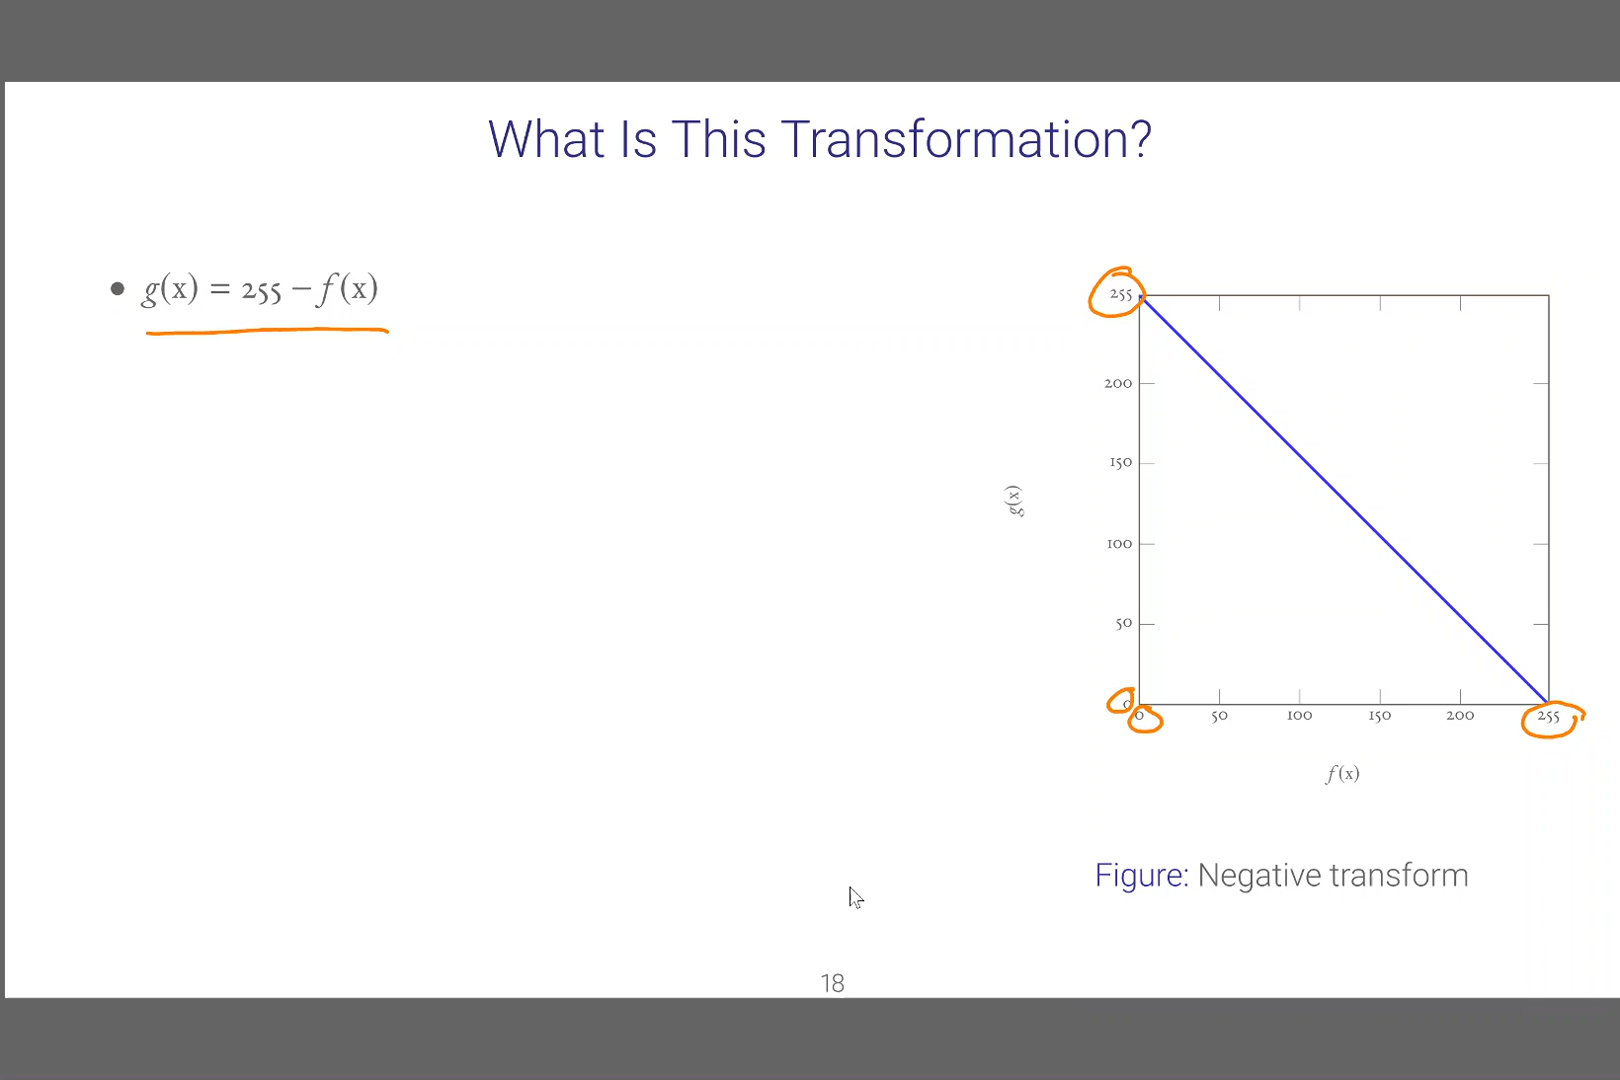 What Is This Transformation?
• g(x) = 255 − f(x)
255
200
150
100
50
0
g(x)
0 50 100 150 200 255
f(x)
Figure: Negative transform
18